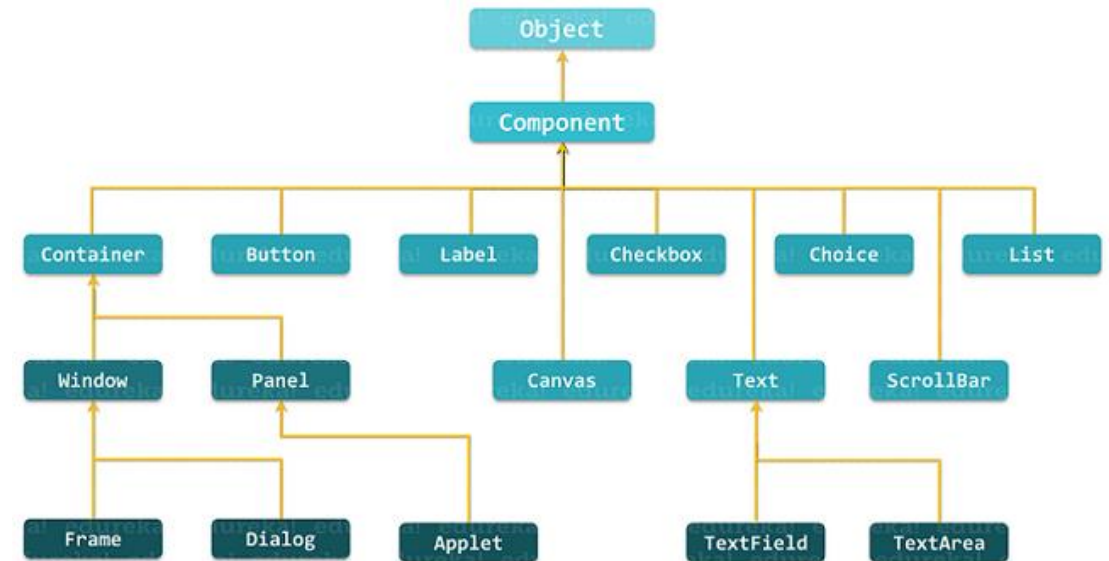 Object
Component
Container
Button
Label
Checkbox
Choice
List
Window
Panel
Canvas
Text
ScrollBar
Frame
Dialog
Applet
TextField
TextArea